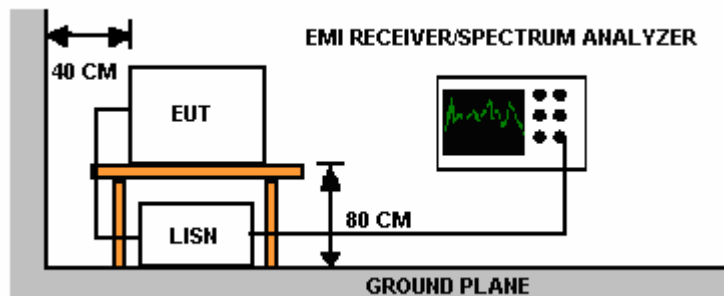 EMI RECEIVER/SPECTRUM ANALYZER
40 CM
EUT
80 CM
LISN
GROUND PLANE